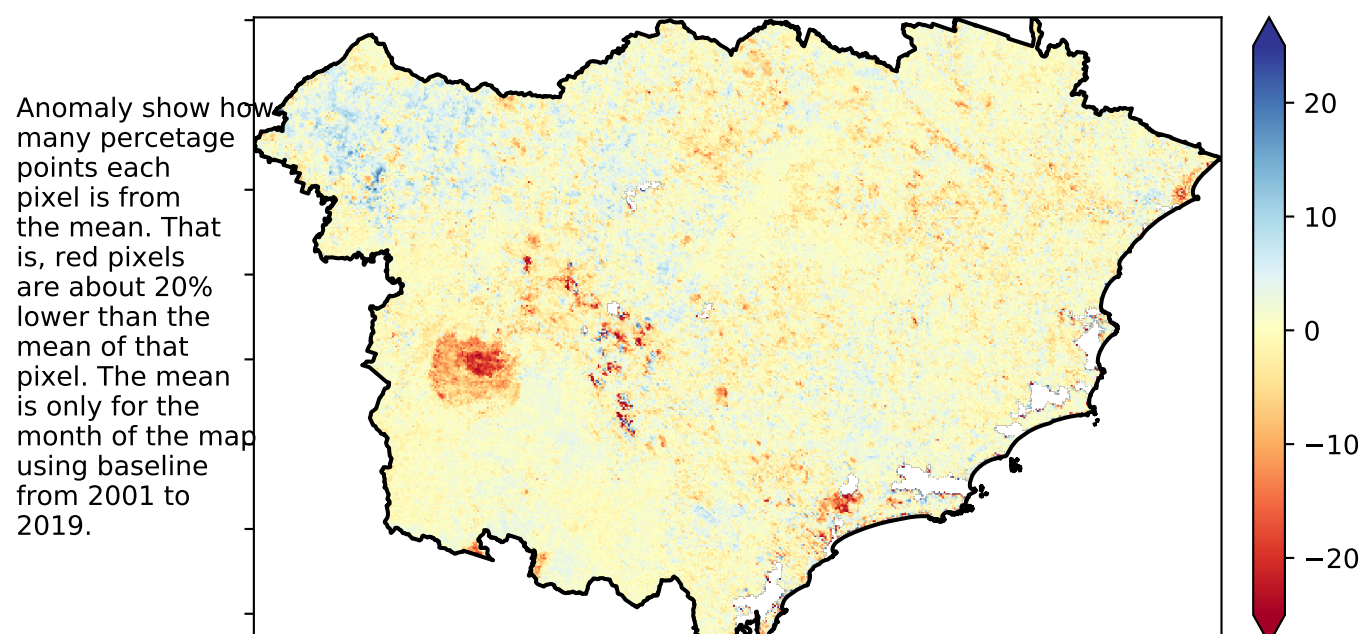 Anomaly show how
many percetage
points each
pixel is from
the mean. That
is, red pixels
are about 20%
lower than the
mean of that
pixel. The mean
is only for the
month of the map
using baseline
from 2001 to
2019.
20
10
0
−10
−20